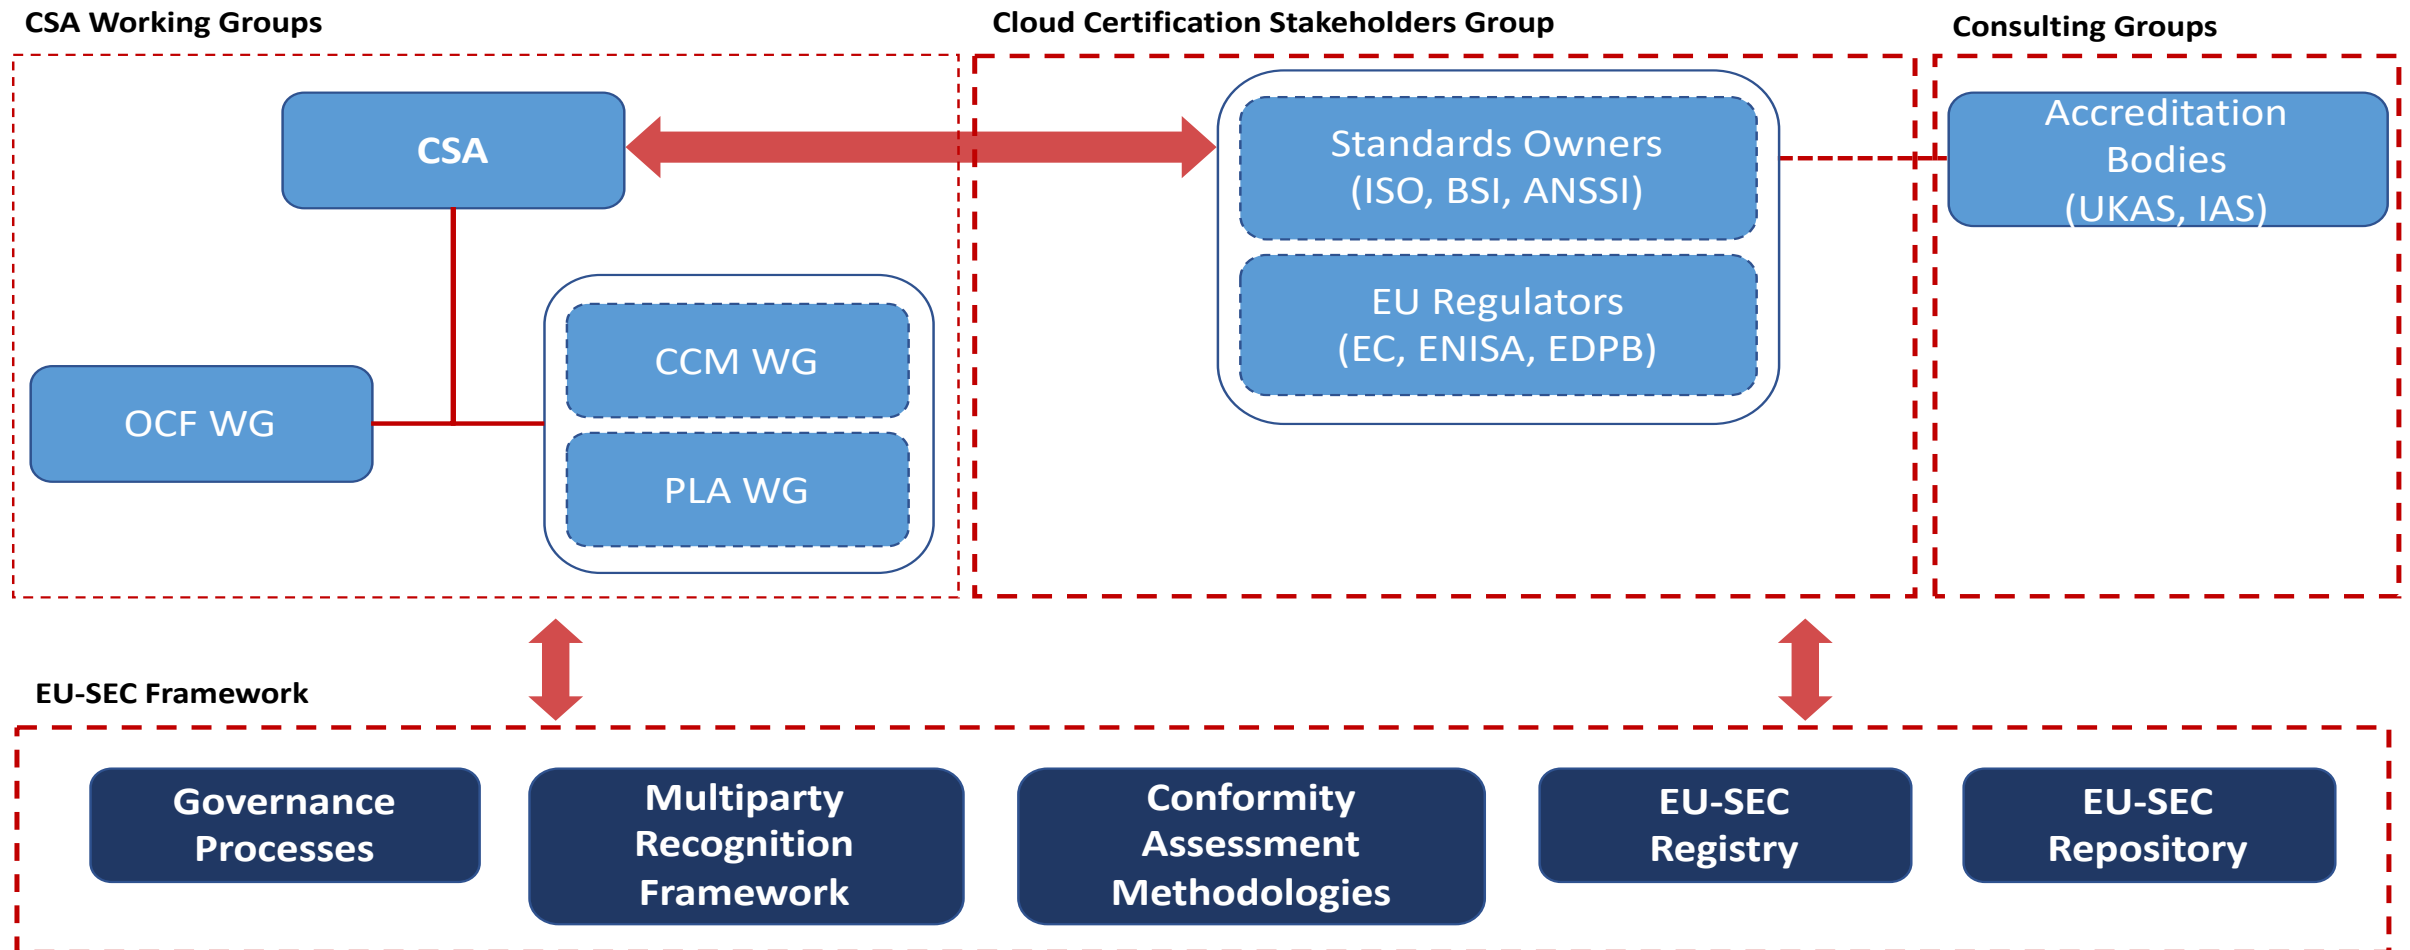 CSA Working Groups
Cloud Certification Stakeholders Group
Consulting Groups
CSA
OCF WG
CCM WG
PLA WG
Standards Owners
(ISO, BSI, ANSSI)
EU Regulators
(EC, ENISA, EDPB)
Accreditation
Bodies
(UKAS, IAS)
EU-SEC Framework
Governance
Processes
Multiparty
Recognition
Framework
Conformity
Assessment
Methodologies
EU-SEC
Registry
EU-SEC
Repository